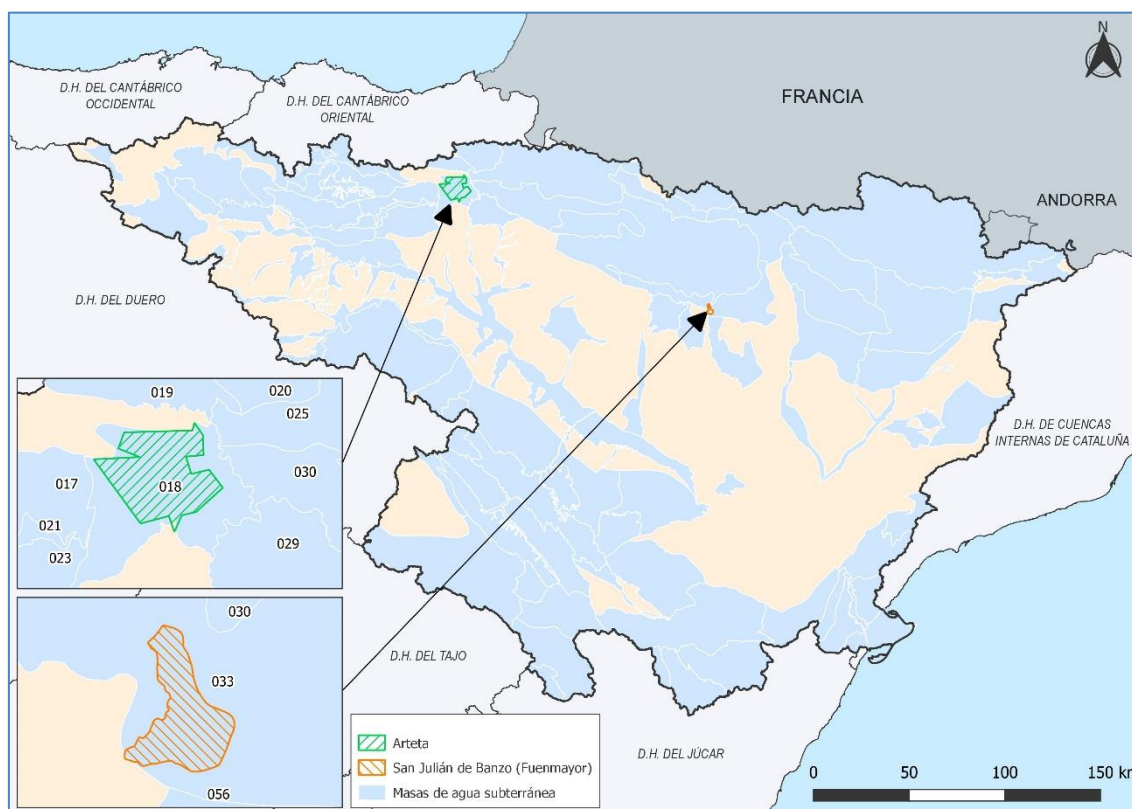 N
D.H. DEL CANTÁBRICO
OCCIDENTAL
D.H. DEL CANTÁBRICO
ORIENTAL
FRANCIA
ANDORRA
D.H. DEL DUERO
D.H. DE CUENCAS
INTERNAS DE CATALUÑA
D.H. DEL TAJO
D.H. DEL JÚCAR
019
020
025
017
018
030
021
023
029
030
033
056
Arteta
San Julián de Banzo (Fuenmayor)
Masas de agua subterránea
0 50 100 150 km